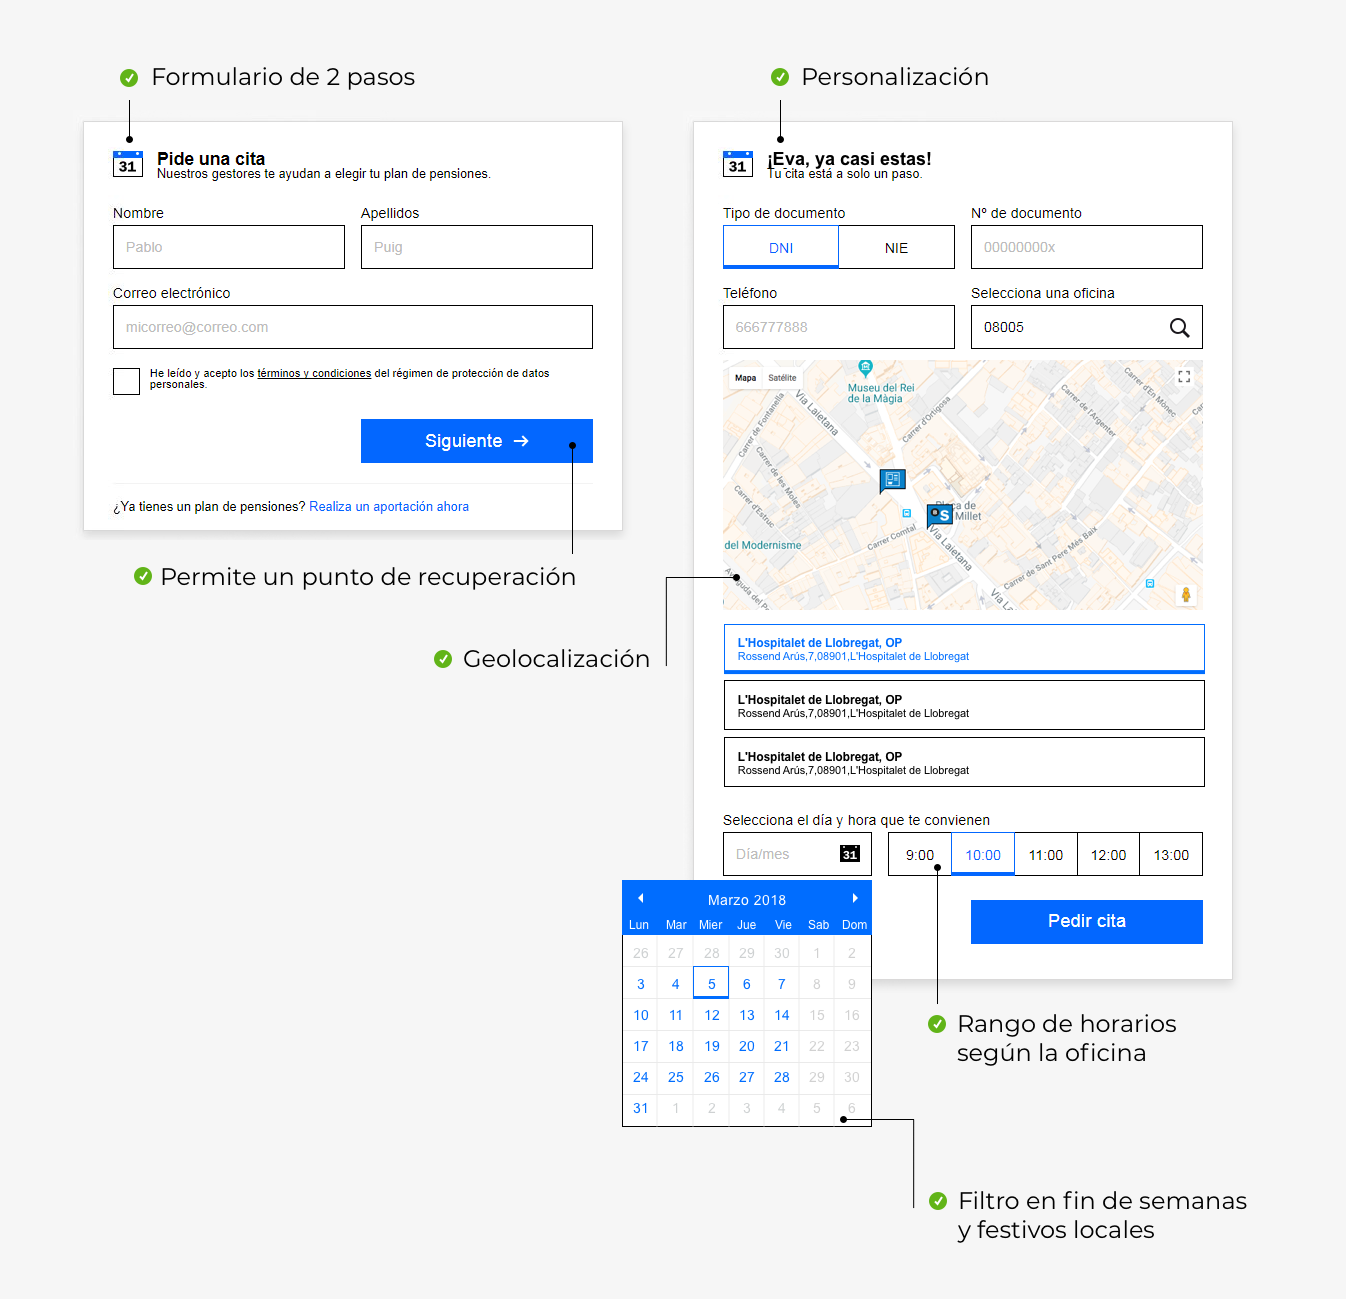 Formulario de 2 pasos
31
Pide una cita
Nuestros gestores te ayudan a elegir tu plan de pensiones.
Nombre
Apellidos
Pablo
Puig
Correo electrónico
micorreo@correo.com
He leído y acepto los términos y condiciones del régimen de protección de datos
personales.
Siguiente
¿Ya tienes un plan de pensiones? Realiza un aportación ahora
Permite un punto de recuperación
Geolocalización
Personalización
31
¡Eva, ya casi estas!
Tu cita está a solo un paso.
Tipo de documento
Nº de documento
DNI
NIE
00000000x
Teléfono
Selecciona una oficina
666777888
08005
Mapa
Satélite
Museu del Rei
de la Màgia
Via Laietana
Carrer d'Ortigosa
Carrer de l'Argenter
Carrer d'En Mònec
Carrer de Fontanella
Carrer de les Moles
Carrer d'Estruc
Plaça de
Millet
S
Carrer Comtal
Via Laietana
Carrer de Sant Pere Més Baix
del Modernisme
Via Laietana
L'Hospitalet de Llobregat, OP
Rossend Arús,7,08901,L'Hospitalet de Llobregat
L'Hospitalet de Llobregat, OP
Rossend Arús,7,08901,L'Hospitalet de Llobregat
L'Hospitalet de Llobregat, OP
Rossend Arús,7,08901,L'Hospitalet de Llobregat
Selecciona el día y hora que te convienen
Día/mes
31
9:00
10:00
11:00
12:00
13:00
Pedir cita
Marzo 2018
Lun Mar Mier Jue Vie Sab Dom
26 27 28 29 30 1 2
3 4 5 6 7 8 9
10 11 12 13 14 15 16
17 18 19 20 21 22 23
24 25 26 27 28 29 30
31 1 2 3 4 5 6
Rango de horarios
según la oficina
Filtro en fin de semanas
y festivos locales